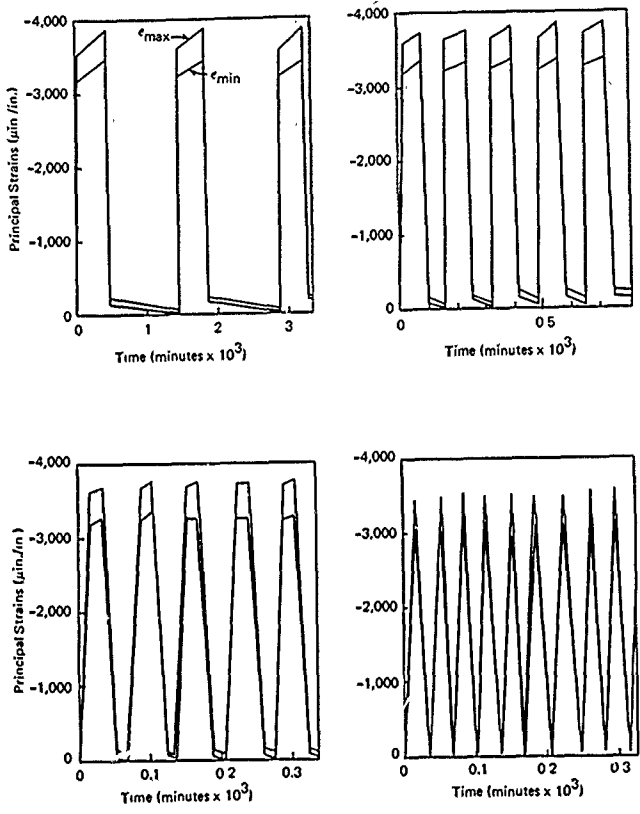 -4,000
-3,000
-2,000
-1,000
0
Principal Strains (μin/in.)
emax
emin
0 1 2 3
Time (minutes x 10³)
-4,000
-3,000
-2,000
-1,000
0
0 0 5
Time (minutes x 10³)
-4,000
-3,000
-2,000
-1,000
0
Principal Strains (μin./in)
0 0.1 0 2 0.3
Time (minutes x 10³)
-4,000
-3,000
-2,000
-1,000
0
0 0.1 0 2 0 3
Time (minutes x 10³)